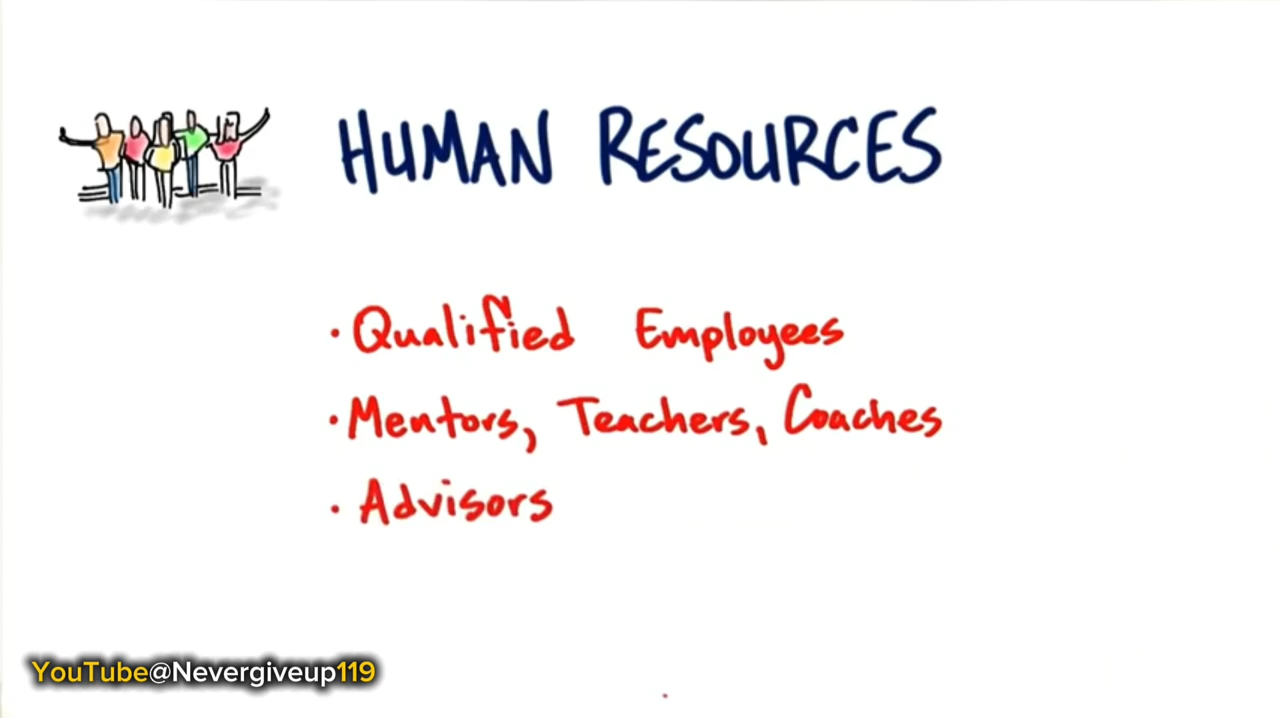 HUMAN RESOURCES
· Qualified Employees
· Mentors, Teachers, Coaches
· Advisors
YouTube@Nevergiveup119